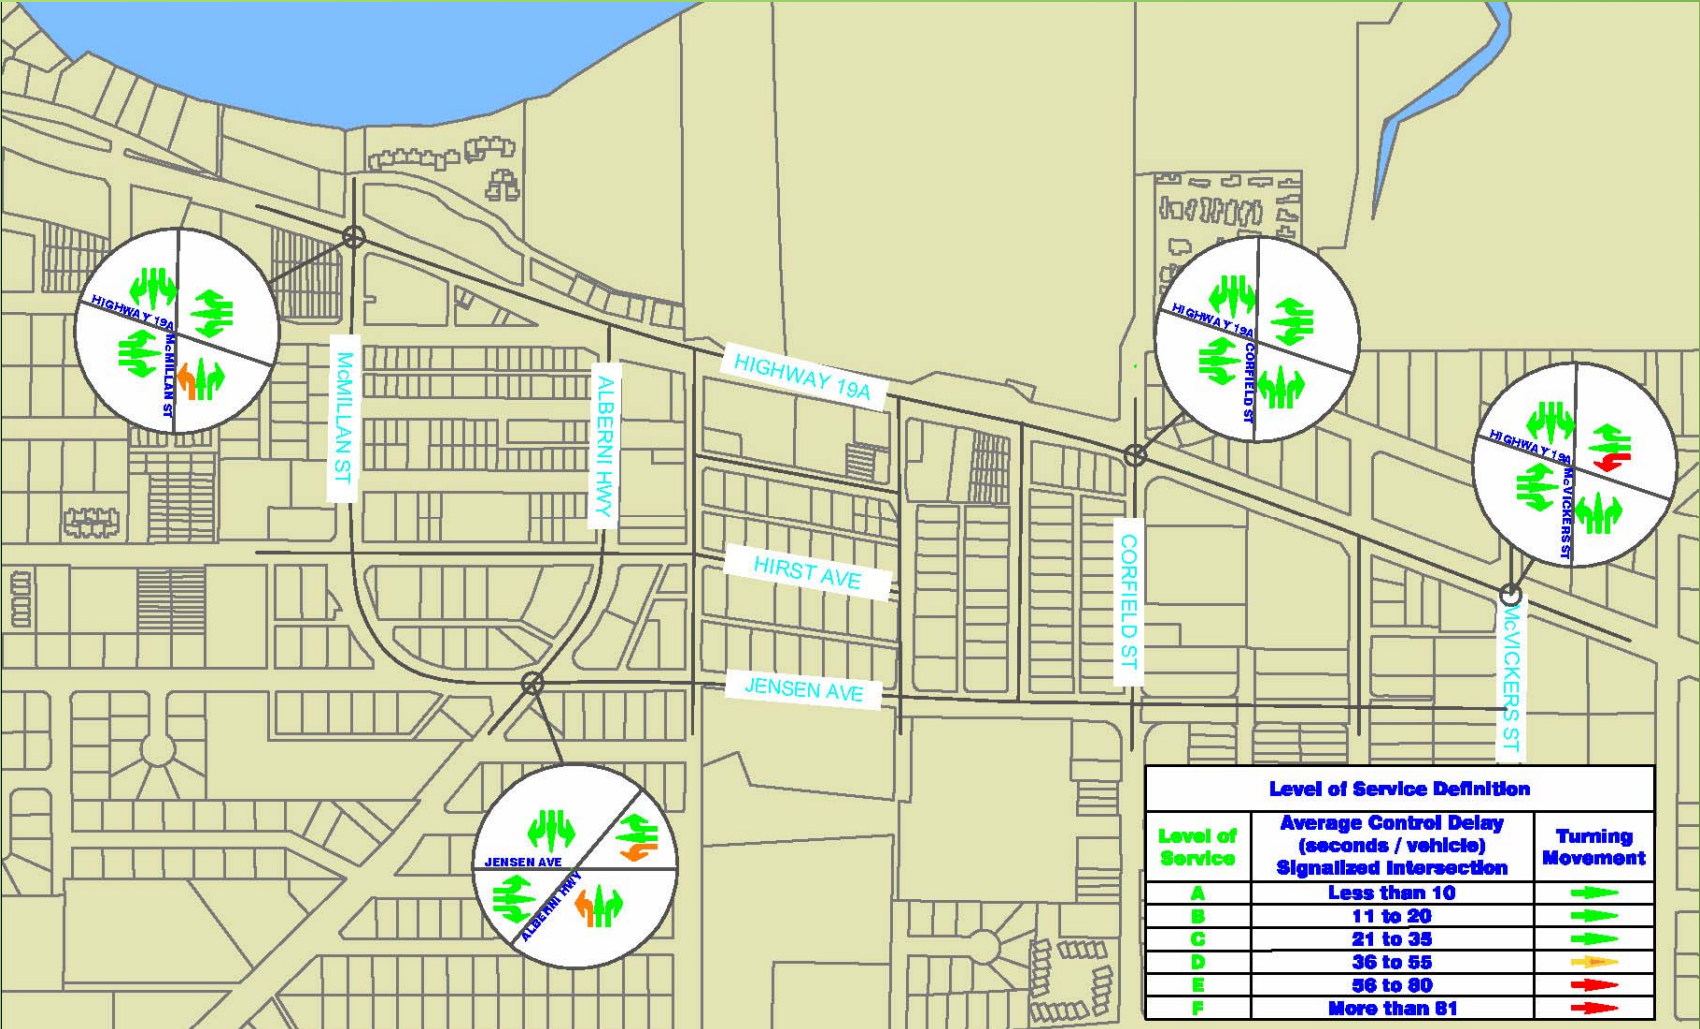 HIGHWAY 19A
McMILLAN ST
HIGHWAY 19A
CORFIELD ST
HIGHWAY 19A
McVICKERS ST
McMILLAN ST
ALBERNI HWY
HIGHWAY 19A
HIRST AVE
CORFIELD ST
JENSEN AVE
McVICKERS ST
JENSEN AVE
ALBERNI HWY
Level of Service Definition
Level of
Service
Average Control Delay
(seconds / vehicle)
Signalized Intersection
Turning
Movement
A Less than 10
B 11 to 20
C 21 to 35
D 36 to 55
E 56 to 80
F More than 81